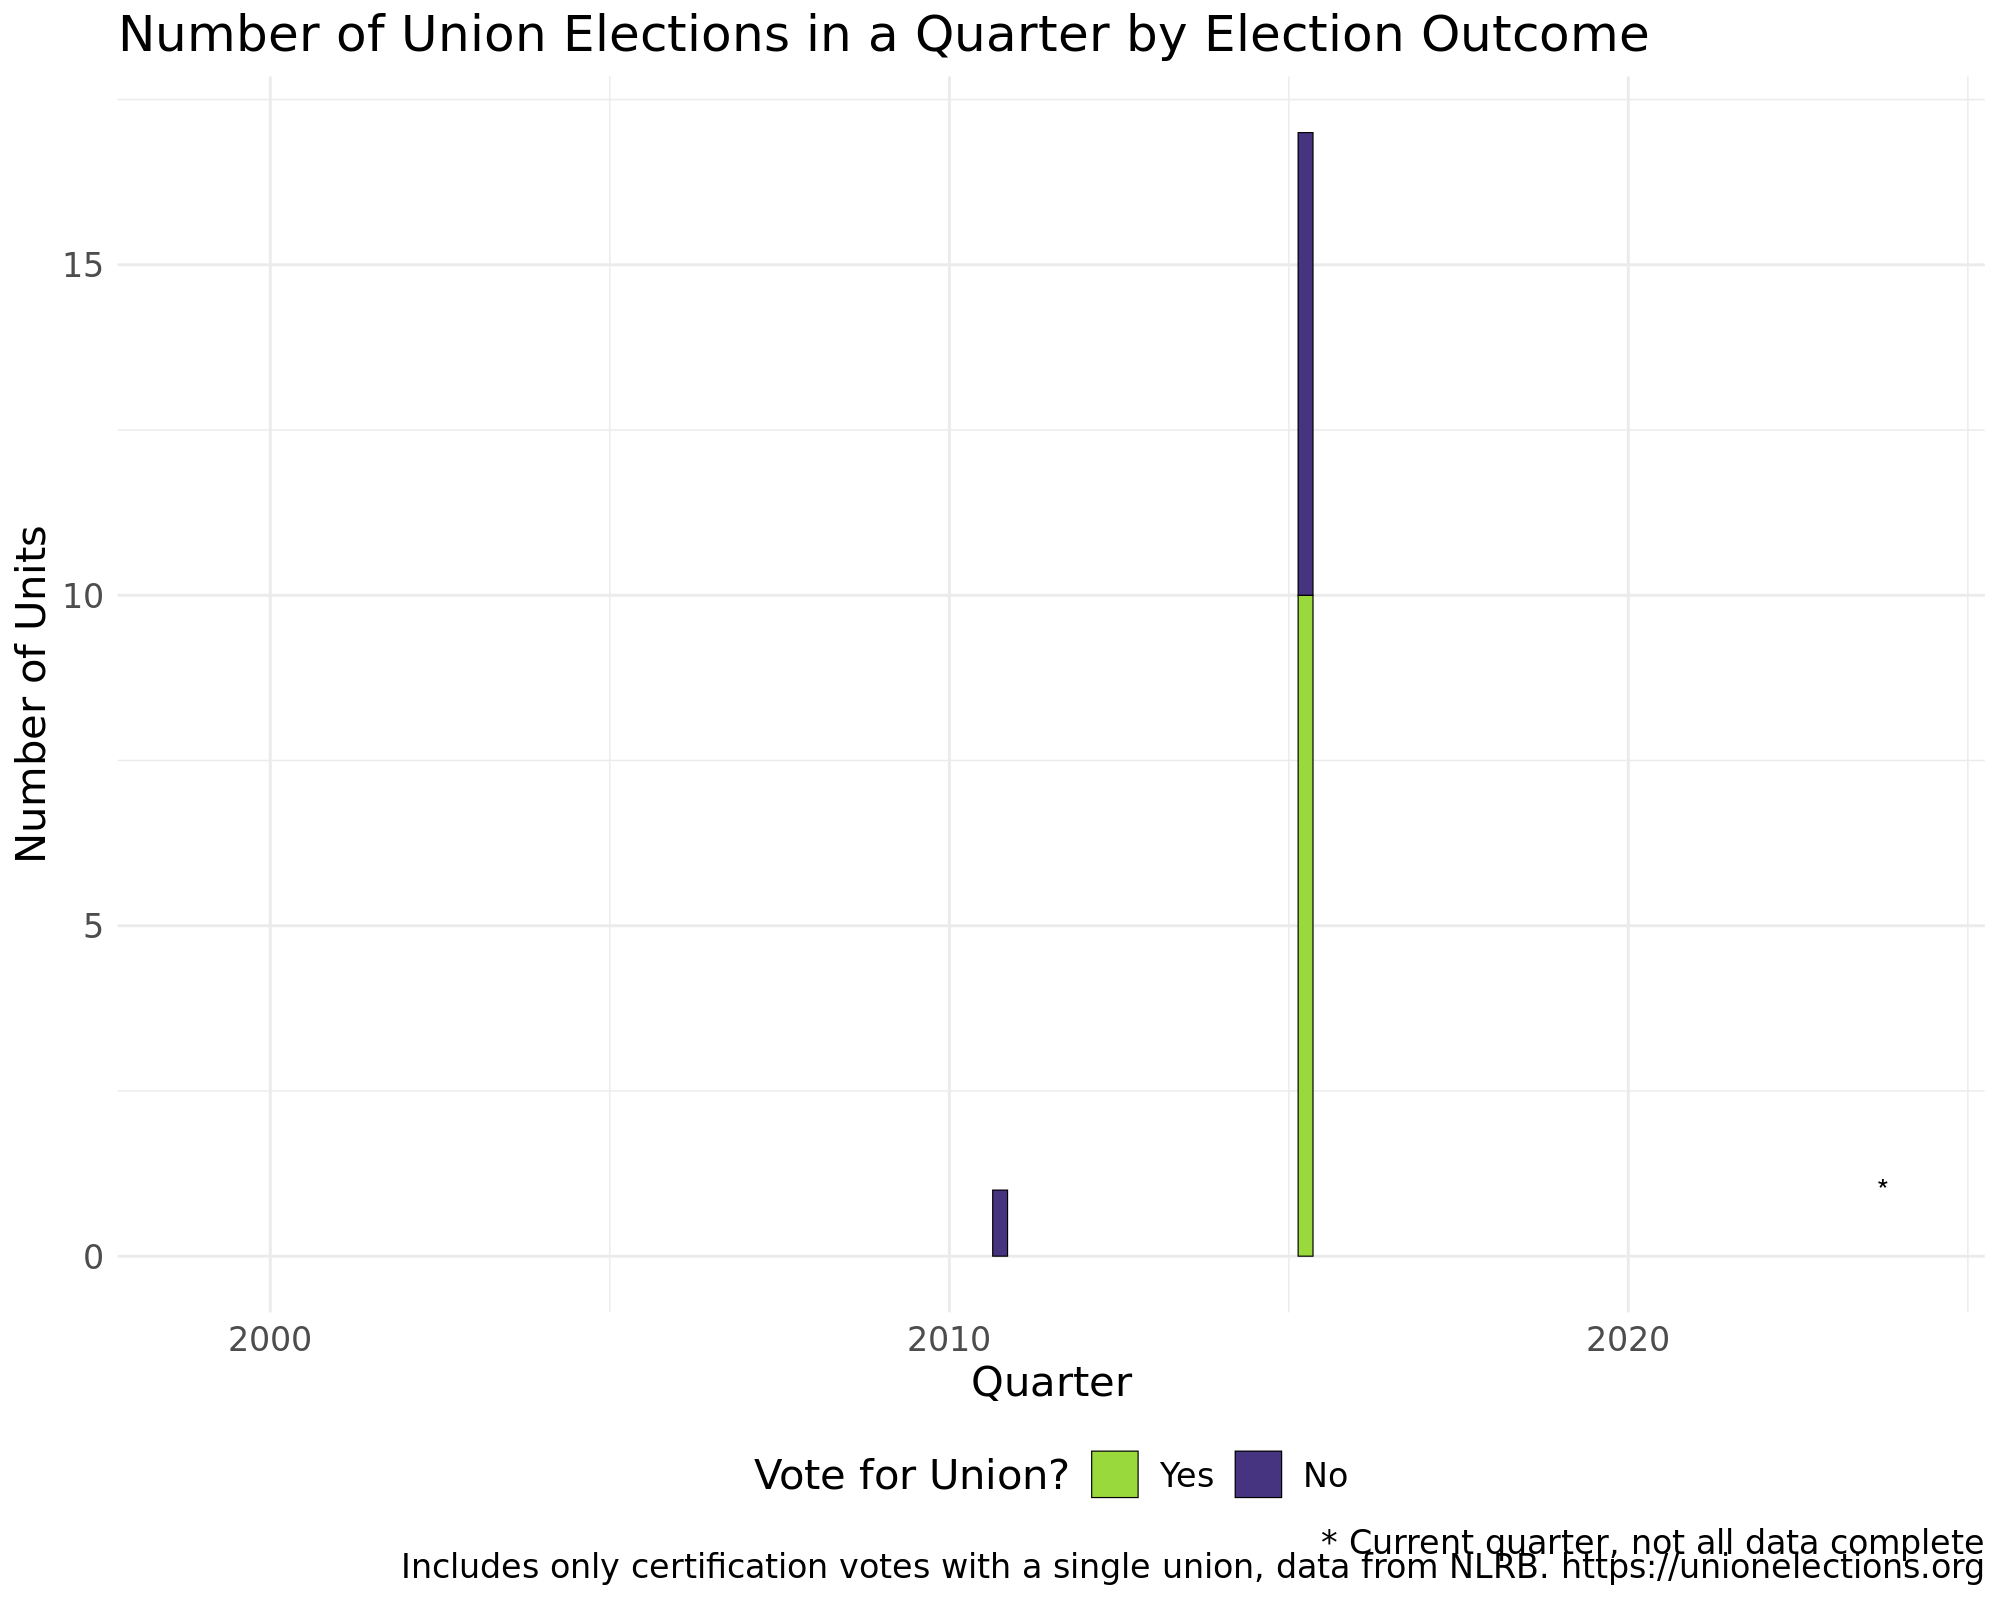 Number of Union Elections in a Quarter by Election Outcome
Number of Units
15
10
5
0
*
2000
2010
2020
Quarter
Vote for Union?
Yes
No
* Current quarter, not all data complete
Includes only certification votes with a single union, data from NLRB. https://unionelections.org